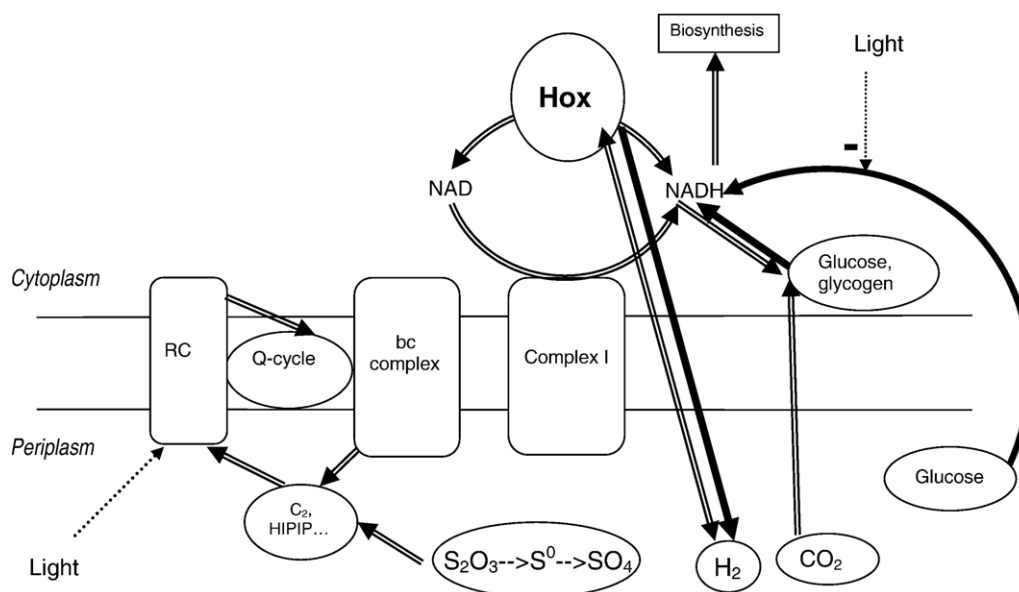 Biosynthesis
Light
Hox
-
NAD
NADH
Cytoplasm
Glucose,
glycogen
RC
Q-cycle
bc
complex
Complex I
Periplasm
Glucose
C₂,
HIPIP...
Light
S₂O₃-->S⁰-->SO₄
H₂
CO₂